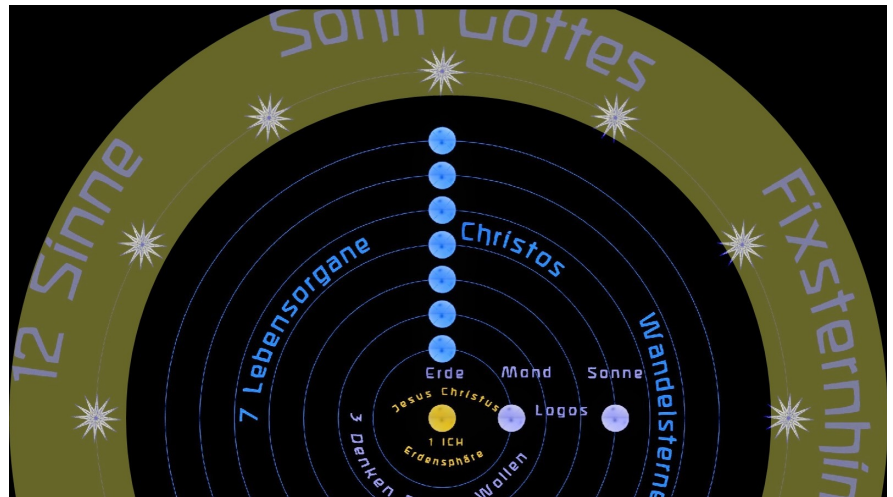 Sohn Gottes
12 Sinne
7 Lebensorgane
Christos
Wandelsterne
Erde Mond Sonne
Jesus Christus
Logos
1 ICH
Erdensphäre
3 Denken
Wollen